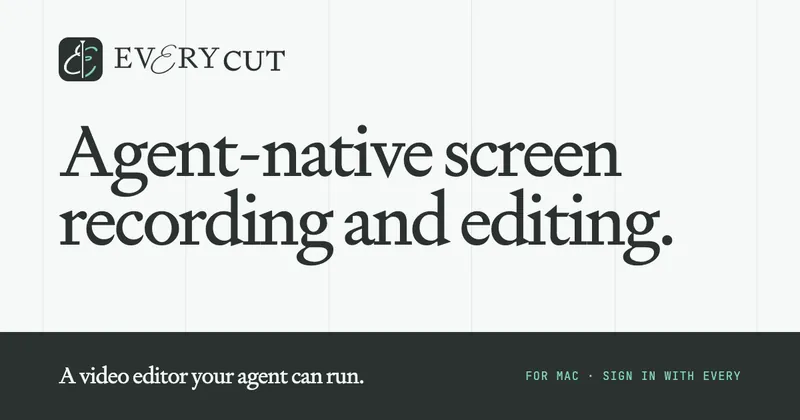 EVERY CUT
Agent-native screen
recording and editing.
A video editor your agent can run.
FOR MAC · SIGN IN WITH EVERY